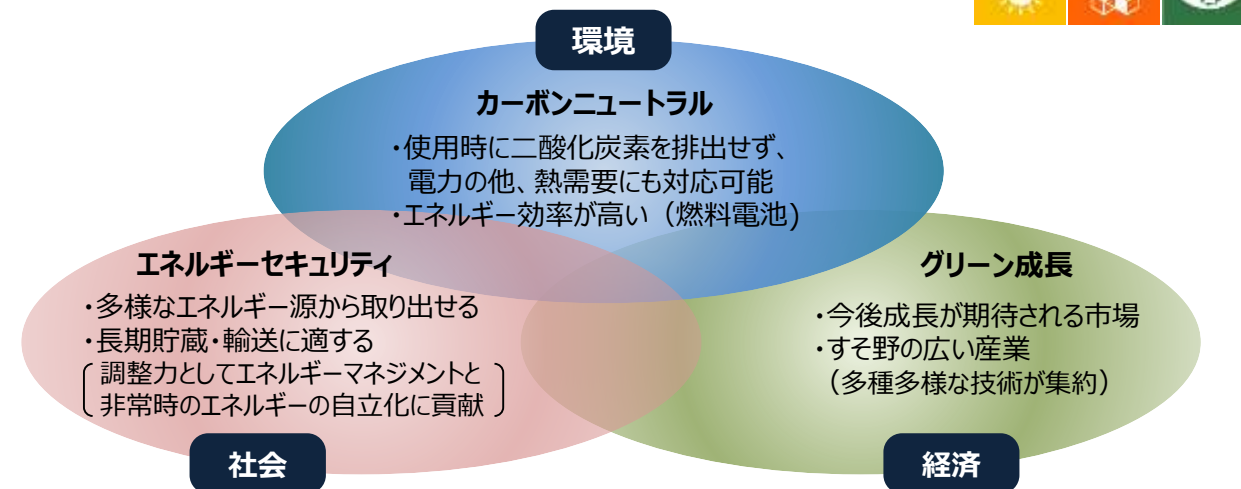 環境
カーボンニュートラル
・使用時に二酸化炭素を排出せず、
電力の他、熱需要にも対応可能
・エネルギー効率が高い（燃料電池)
エネルギーセキュリティ
・多様なエネルギー源から取り出せる
・長期貯蔵・輸送に適する
調整力としてエネルギーマネジメントと
非常時のエネルギーの自立化に貢献
社会
グリーン成長
・今後成長が期待される市場
・すそ野の広い産業
（多種多様な技術が集約）
経済